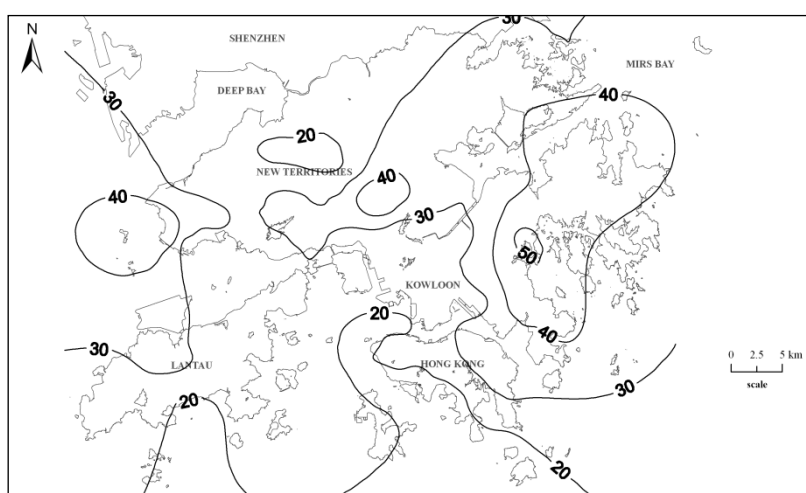 30
N
SHENZHEN
MIRS BAY
DEEP BAY
30
40
20
NEW TERRITORIES
40
40
30
50
KOWLOON
20
40
30
LANTAU
HONG KONG
0 2.5 5 km
scale
30
20
20